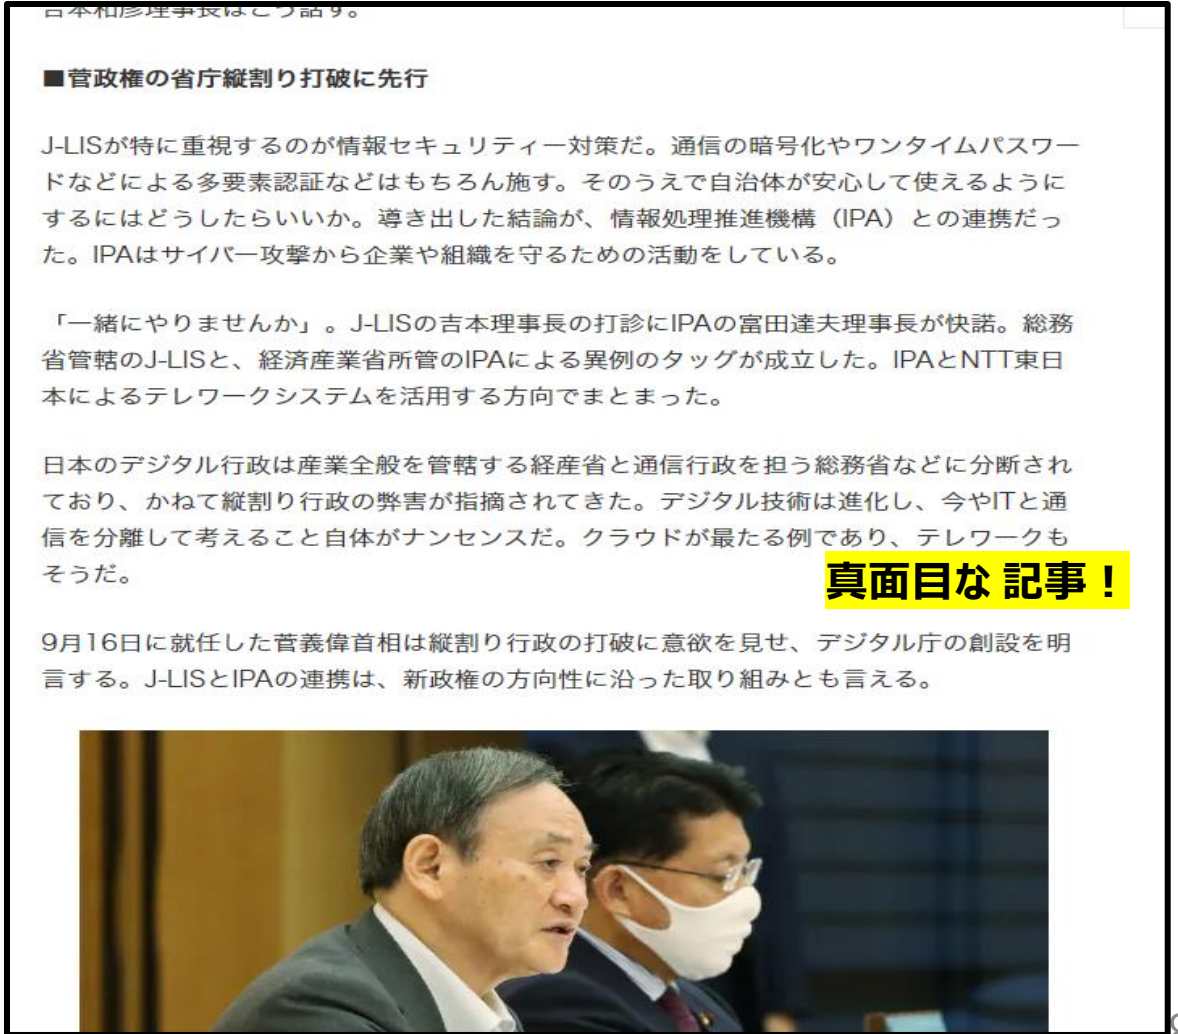 吉本和彦理事長はこう話す。
■菅政権の省庁縦割り打破に先行
J-LISが特に重視するのが情報セキュリティー対策だ。通信の暗号化やワンタイムパスワー
ドなどによる多要素認証などはもちろん施す。そのうえで自治体が安心して使えるように
するにはどうしたらいいか。導き出した結論が、情報処理推進機構（IPA）との連携だっ
た。IPAはサイバー攻撃から企業や組織を守るための活動をしている。
「一緒にやりませんか」。J-LISの吉本理事長の打診にIPAの富田達夫理事長が快諾。総務
省管轄のJ-LISと、経済産業省所管のIPAによる異例のタッグが成立した。IPAとNTT東日
本によるテレワークシステムを活用する方向でまとまった。
日本のデジタル行政は産業全般を管轄する経産省と通信行政を担う総務省などに分断され
ており、かねて縦割り行政の弊害が指摘されてきた。デジタル技術は進化し、今やITと通
信を分離して考えること自体がナンセンスだ。クラウドが最たる例であり、テレワークも
そうだ。
真面目な 記事！
9月16日に就任した菅義偉首相は縦割り行政の打破に意欲を見せ、デジタル庁の創設を明
言する。J-LISとIPAの連携は、新政権の方向性に沿った取り組みとも言える。